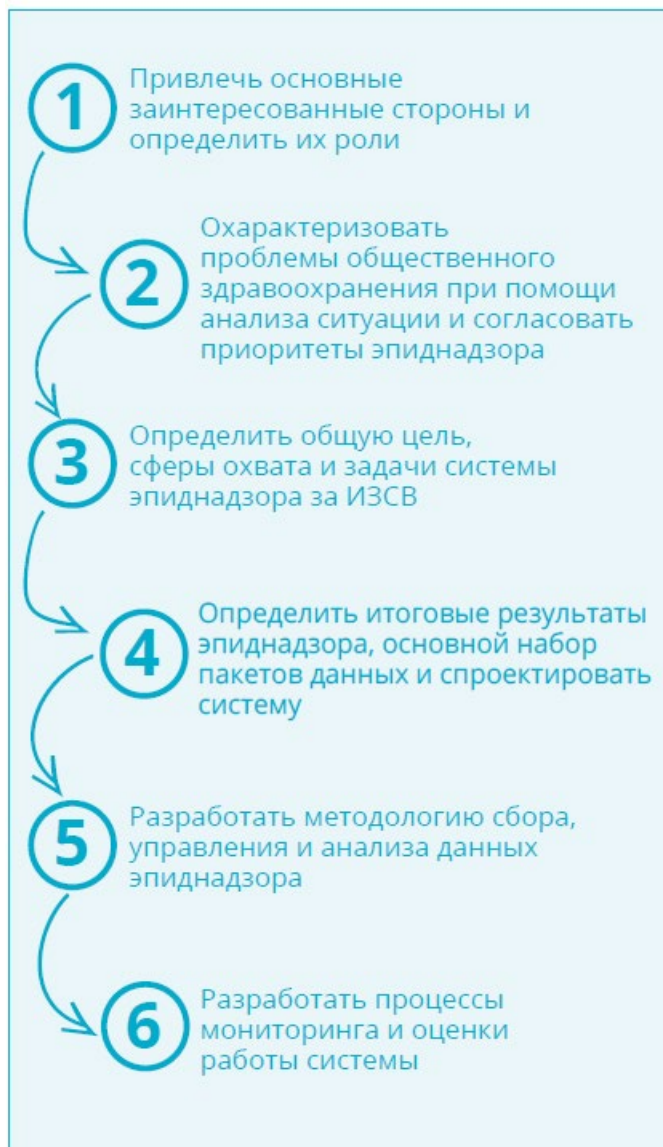 1
Привлечь основные
заинтересованные стороны и
определить их роли
2
Охарактеризовать
проблемы общественного
здравоохранения при помощи
анализа ситуации и согласовать
приоритеты эпиднадзора
3
Определить общую цель,
сферы охвата и задачи системы
эпиднадзора за ИЗСВ
4
Определить итоговые результаты
эпиднадзора, основной набор
пакетов данных и спроектировать
систему
5
Разработать методологию сбора,
управления и анализа данных
эпиднадзора
6
Разработать процессы
мониторинга и оценки
работы системы